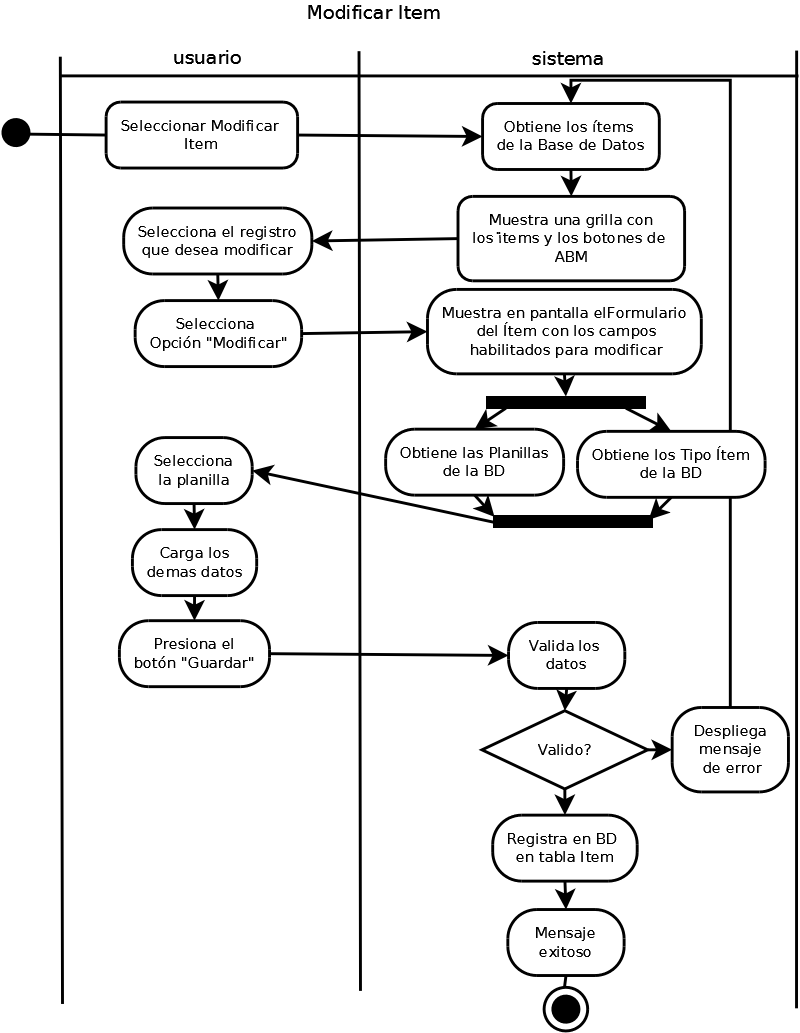 Modificar Item
usuario
sistema
Seleccionar Modificar
Item
Obtiene los ítems
de la Base de Datos
Muestra una grilla con
los ítems y los botones de
ABM
Selecciona el registro
que desea modificar
Selecciona
Opción "Modificar"
Muestra en pantalla elFormulario
del Ítem con los campos
habilitados para modificar
Obtiene las Planillas
de la BD
Obtiene los Tipo Ítem
de la BD
Selecciona
la planilla
Carga los
demas datos
Presiona el
botón "Guardar"
Valida los
datos
Valido?
Despliega
mensaje
de error
Registra en BD
en tabla Item
Mensaje
exitoso